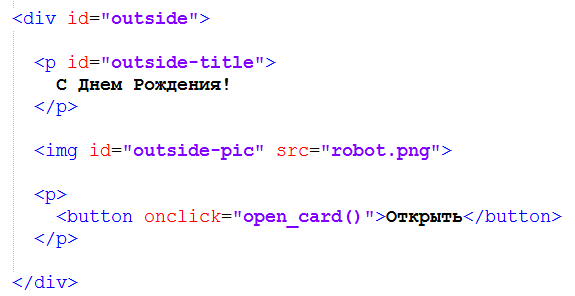 <div id="outside">
<p id="outside-title">
С Днем Рождения!
</p>
<img id="outside-pic" src="robot.png">
<p>
<button onclick="open_card()">Открыть</button>
</p>
</div>